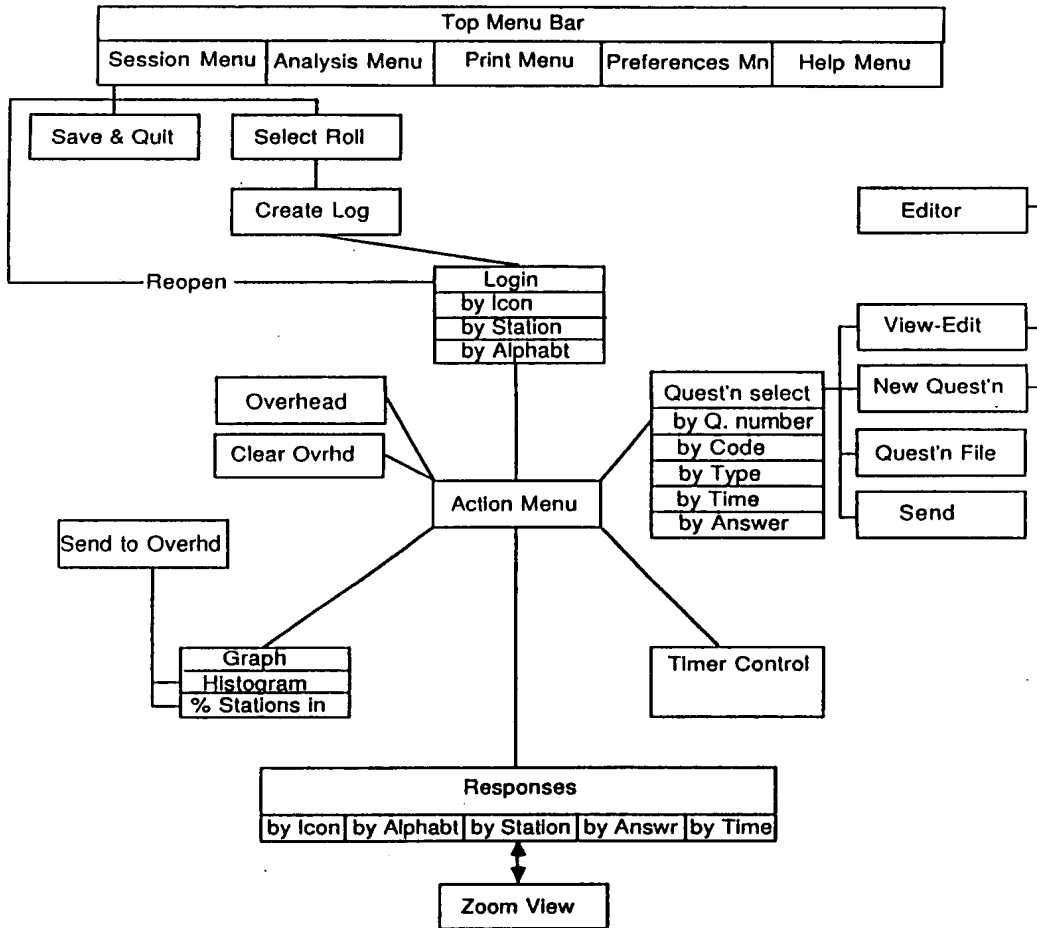 Top Menu Bar
Session Menu
Analysis Menu
Print Menu
Preferences Mn
Help Menu
Save & Quit
Select Roll
Create Log
Editor
Reopen
Login
by Icon
by Station
by Alphabt
View-Edit
New Quest'n
Quest'n File
Send
Quest'n select
by Q. number
by Code
by Type
by Time
by Answer
Overhead
Clear Ovrhd
Action Menu
Send to Overhd
Graph
Histogram
% Stations in
Timer Control
Responses
by Icon
by Alphabt
by Station
by Answr
by Time
Zoom View